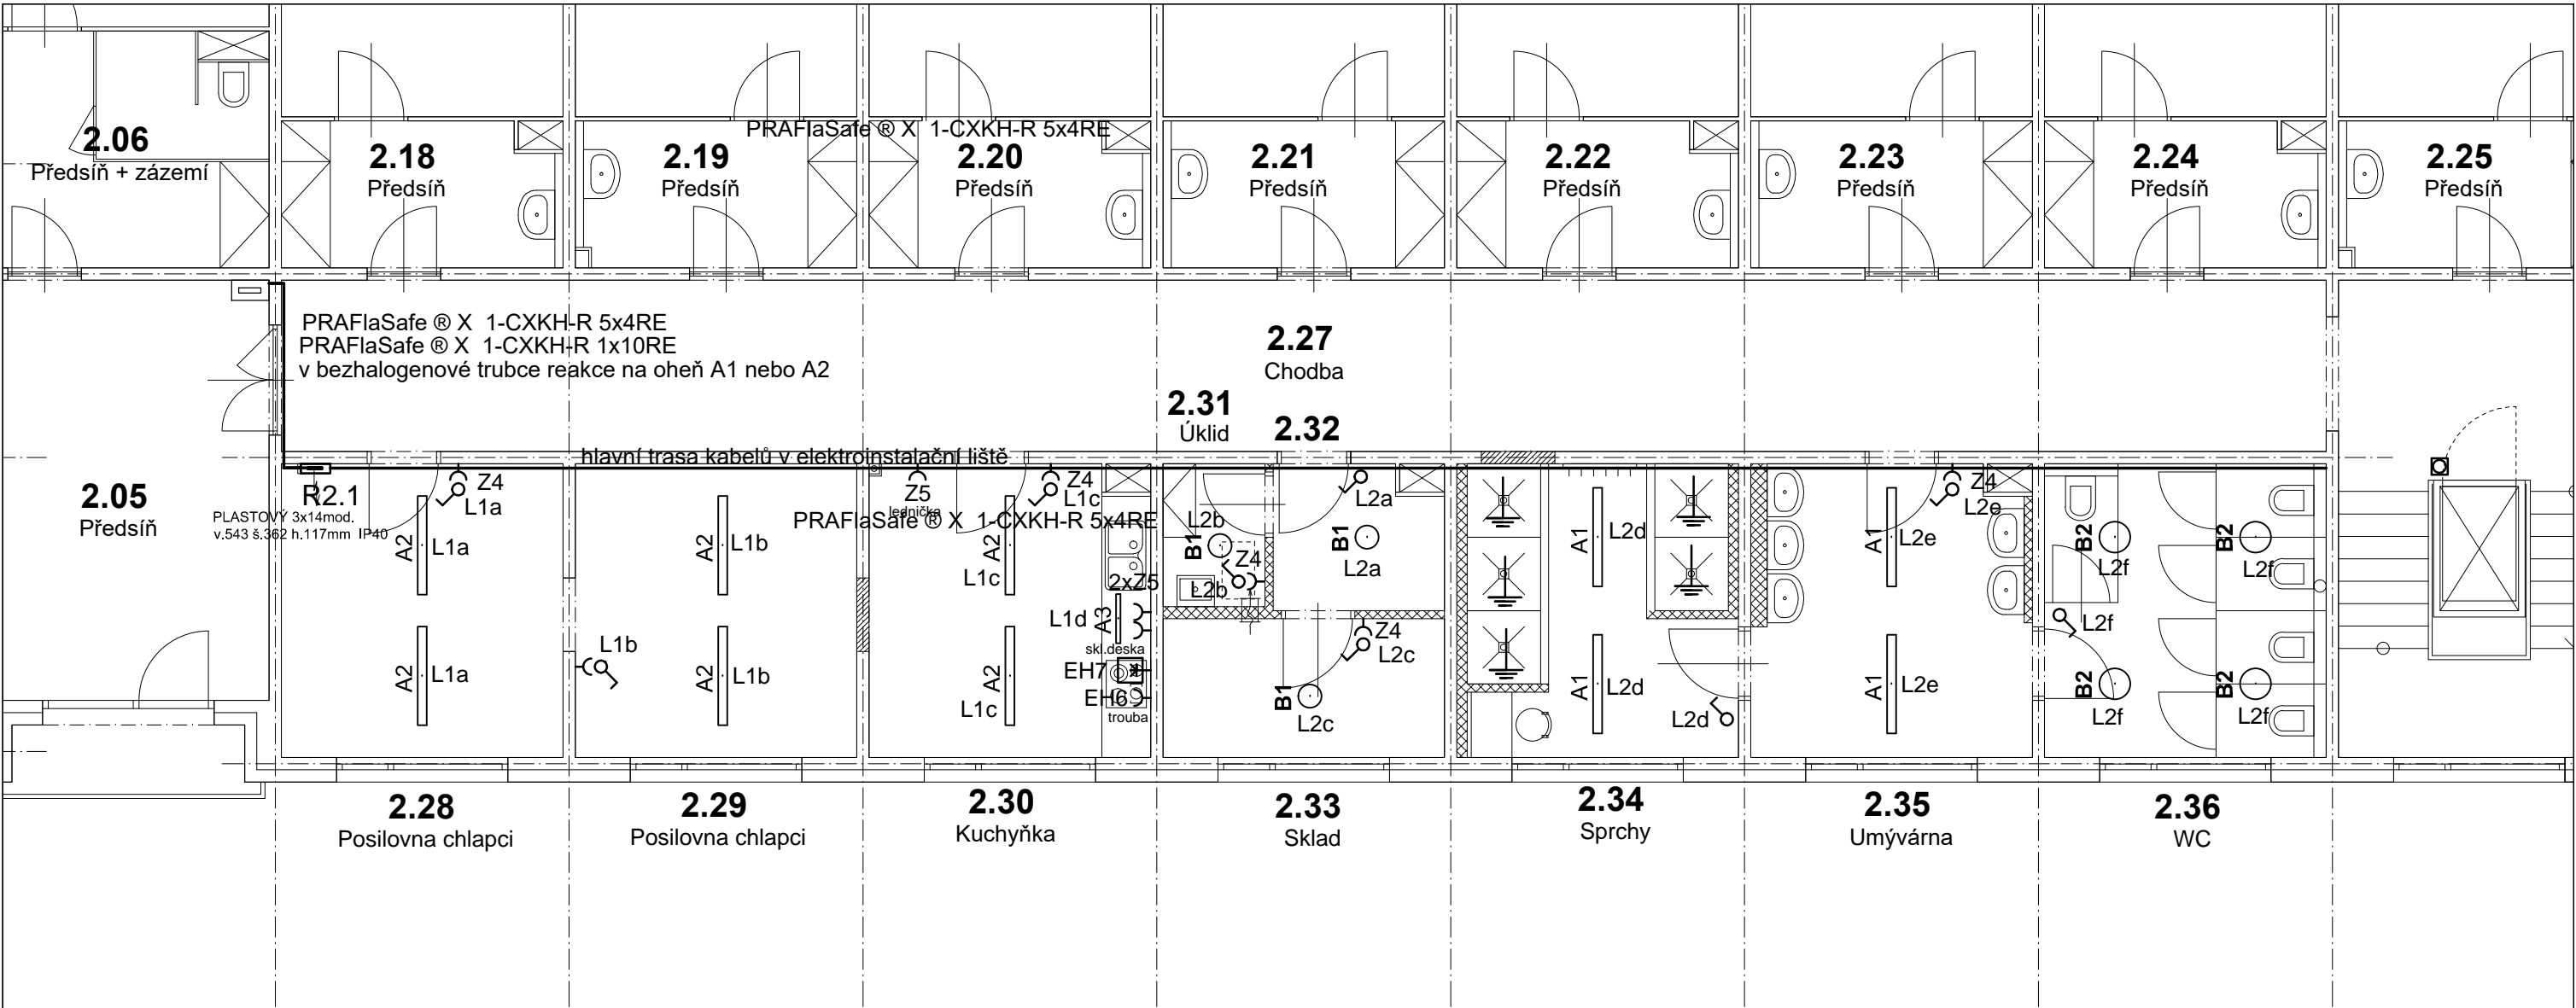 2.06
Předsíň + zázemí
2.18
Předsíň
2.19
Předsíň
PRAFlaSafe ® X 1-CXKH-R 5x4RE
2.20
Předsíň
2.21
Předsíň
2.22
Předsíň
2.23
Předsíň
2.24
Předsíň
2.25
Předsíň
PRAFlaSafe ® X 1-CXKH-R 5x4RE
PRAFlaSafe ® X 1-CXKH-R 1x10RE
v bezhalogenové trubce reakce na oheň A1 nebo A2
2.27
Chodba
2.31
Úklid
2.32
hlavní trasa kabelů v elektroinstalační liště
2.05
Předsíň
R2.1
PLASTOVÝ 3x14mod.
v.543 š.362 h.117mm IP40
Z4
L1a
A2
L1a
A2
L1a
A2
L1b
A2
L1b
L1b
Z5
lednička
PRAFlaSafe ® X 1-CXKH-R 5x4RE
Z4
L1c
A2
L1c
A2
L1c
2xZ5
L1d
A3
skl.deska
EH7
EH6
trouba
L2b
B1
Z4
L2b
L2a
B1
L2a
Z4
L2c
B1
L2c
A1
L2d
A1
L2d
L2d
Z4
L2e
A1
L2e
A1
L2e
B2
L2f
B2
L2f
L2f
B2
L2f
B2
L2f
2.28
Posilovna chlapci
2.29
Posilovna chlapci
2.30
Kuchyňka
2.33
Sklad
2.34
Sprchy
2.35
Umývárna
2.36
WC